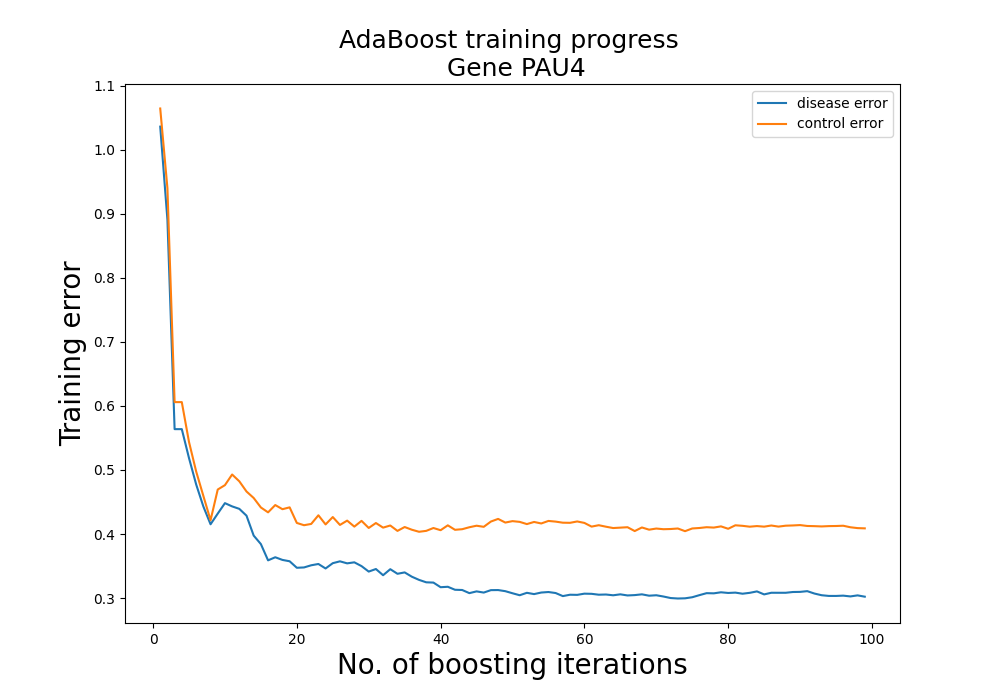 AdaBoost training progress
Gene PAU4
disease error
control error
Training error
1.1
1.0
0.9
0.8
0.7
0.6
0.5
0.4
0.3
0 20 40 60 80 100
No. of boosting iterations